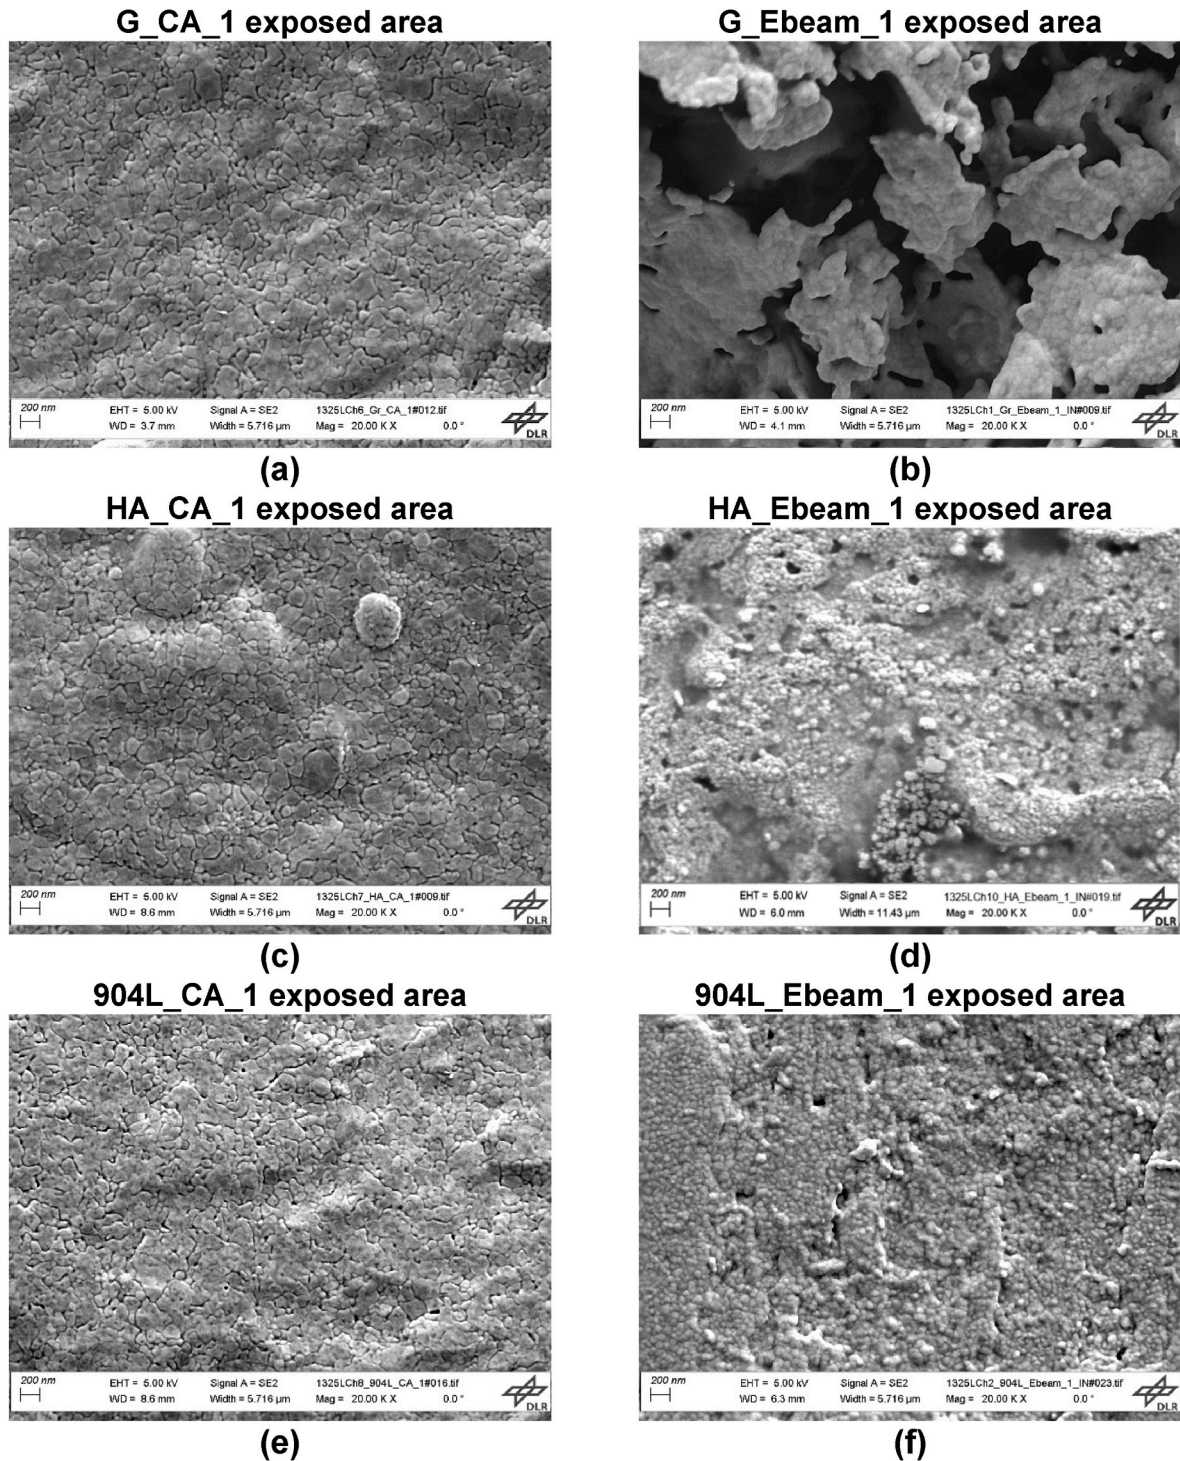 G_CA_1 exposed area
G_Ebeam_1 exposed area
200 nm EHT = 5.00 kV Signal A = SE2 1325LCh6_Gr_CA_1#012.tif
WD = 3.7 mm Width = 5.716 µm Mag = 20.00 K X 0.0 °
DLR
200 nm EHT = 5.00 kV Signal A = SE2 1325LCh1_Gr_Ebeam_1_IN#009.tif
WD = 4.1 mm Width = 5.716 µm Mag = 20.00 K X 0.0 °
DLR
(a)
(b)
HA_CA_1 exposed area
HA_Ebeam_1 exposed area
200 nm EHT = 5.00 kV Signal A = SE2 1325LCh7_HA_CA_1#009.tif
WD = 8.6 mm Width = 5.716 µm Mag = 20.00 K X 0.0 °
DLR
200 nm EHT = 5.00 kV Signal A = SE2 1325LCh10_HA_Ebeam_1_IN#019.tif
WD = 6.0 mm Width = 11.43 µm Mag = 20.00 K X 0.0 °
DLR
(c)
(d)
904L_CA_1 exposed area
904L_Ebeam_1 exposed area
200 nm EHT = 5.00 kV Signal A = SE2 1325LCh8_904L_CA_1#016.tif
WD = 8.6 mm Width = 5.716 µm Mag = 20.00 K X 0.0 °
DLR
200 nm EHT = 5.00 kV Signal A = SE2 1325LCh2_904L_Ebeam_1_IN#023.tif
WD = 6.3 mm Width = 5.716 µm Mag = 20.00 K X 0.0 °
DLR
(e)
(f)